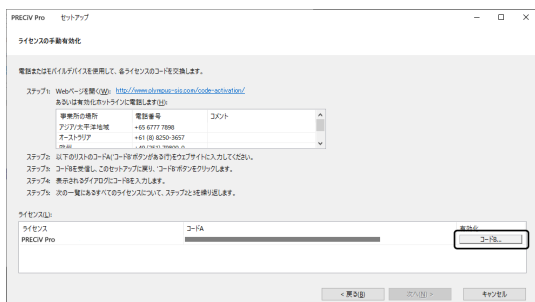 PRECiV Pro セットアップ
ライセンスの手動有効化
電話またはモバイルデバイスを使用して、各ライセンスのコードを交換します。
ステップ1: Webページを開く(W): http://www.olympus-sis.com/code-activation/
あるいは有効化ホットラインに電話します(H):
事業所の場所 電話番号 コメント
アジア/太平洋地域 +65 6777 7898
オーストラリア +61 (8) 8250-3657
ステップ2: 以下のリストのコードA('コードB'ボタンがある行)をウェブサイトに入力してください。
ステップ3: コードBを受信し、このセットアップに戻り、'コードB'ボタンをクリックします。
ステップ4: 表示されるダイアログにコードBを入力します。
ステップ5: 次の一覧にあるすべてのライセンスについて、ステップ2と3を繰り返します。
ライセンス(L):
ライセンス コードA 有効化
PRECiV Pro コードB...
< 戻る(B) 次へ(N) > キャンセル